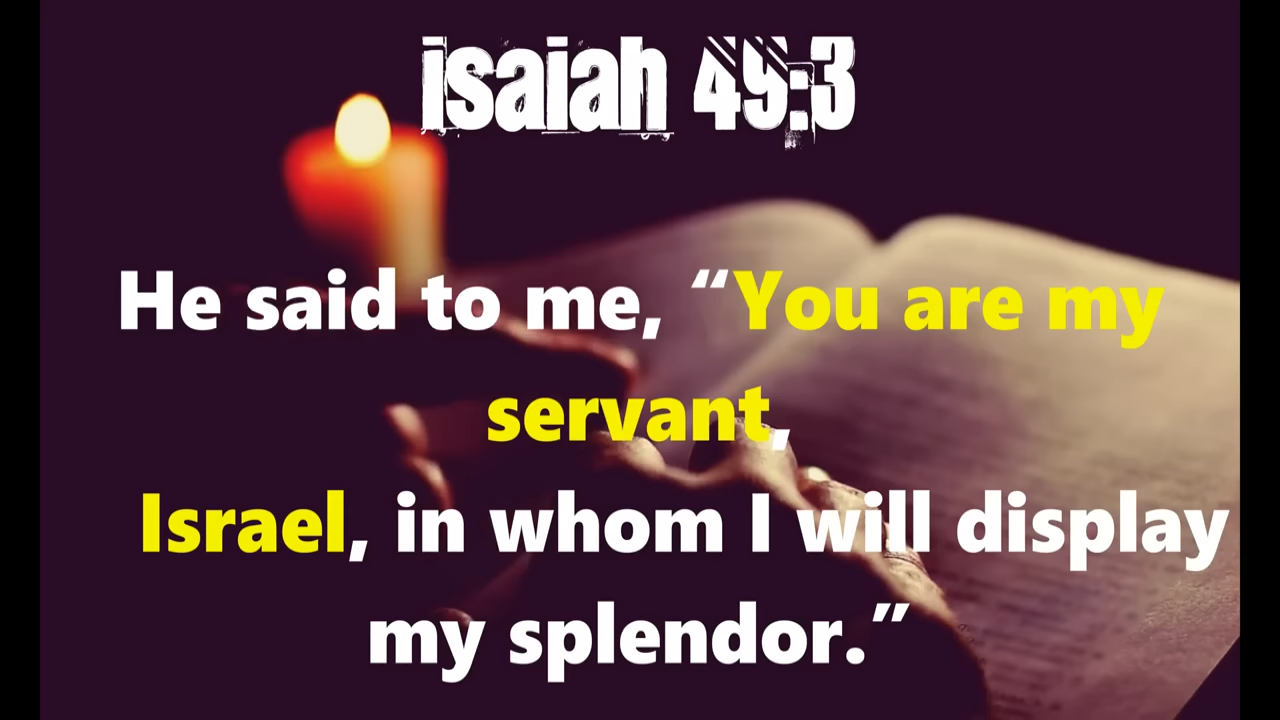 isaiah 49:3
He said to me, “You are my
servant,
Israel, in whom I will display
my splendor.”